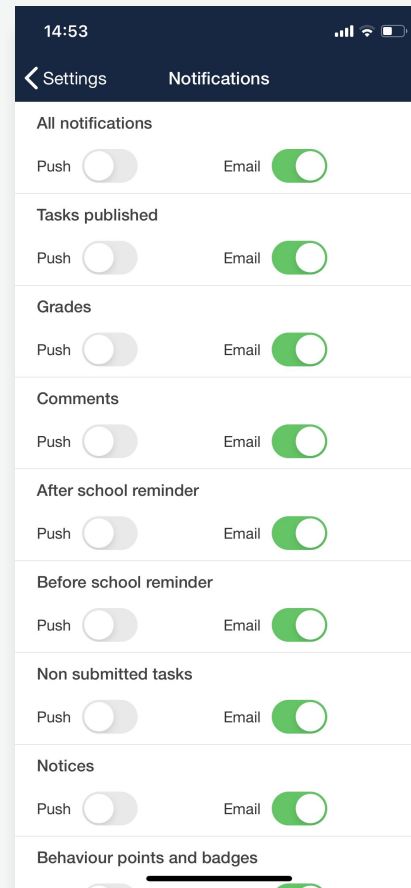 14:53
Settings Notifications
All notifications
Push Email
Tasks published
Push Email
Grades
Push Email
Comments
Push Email
After school reminder
Push Email
Before school reminder
Push Email
Non submitted tasks
Push Email
Notices
Push Email
Behaviour points and badges